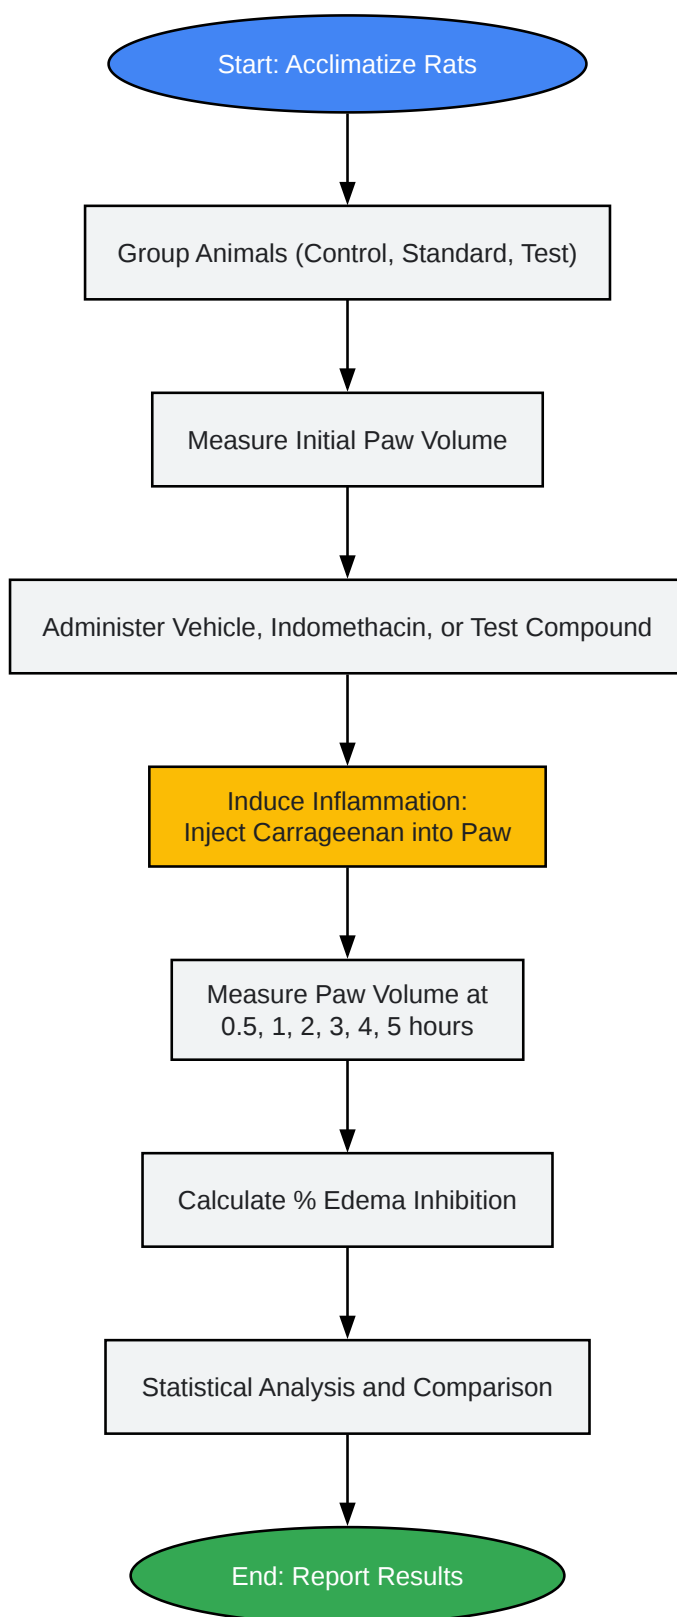 Start: Acclimatize Rats
Group Animals (Control, Standard, Test)
Measure Initial Paw Volume
Administer Vehicle, Indomethacin, or Test Compound
Induce Inflammation:
Inject Carrageenan into Paw
Measure Paw Volume at
0.5, 1, 2, 3, 4, 5 hours
Calculate % Edema Inhibition
Statistical Analysis and Comparison
End: Report Results